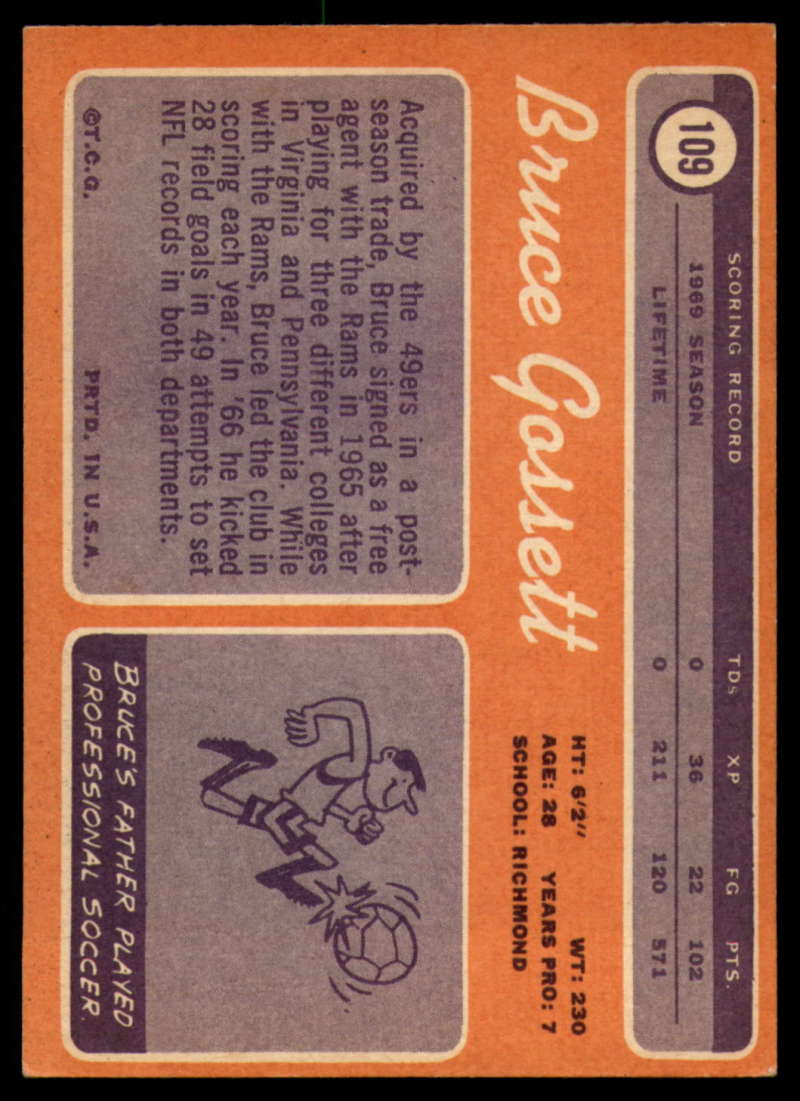 109
SCORING RECORD TDs XP FG PTS.
1969 SEASON 0 36 22 102
LIFETIME 0 211 120 571
Bruce Gossett
HT: 6'2" WT: 230
AGE: 28 YEARS PRO: 7
SCHOOL: RICHMOND
Acquired by the 49ers in a post-
season trade, Bruce signed as a free
agent with the Rams in 1965 after
playing for three different colleges
in Virginia and Pennsylvania. While
with the Rams, Bruce led the club in
scoring each year. In '66 he kicked
28 field goals in 49 attempts to set
NFL records in both departments.
©T.C.G. PRTD. IN U.S.A.
BRUCE'S FATHER PLAYED
PROFESSIONAL SOCCER.